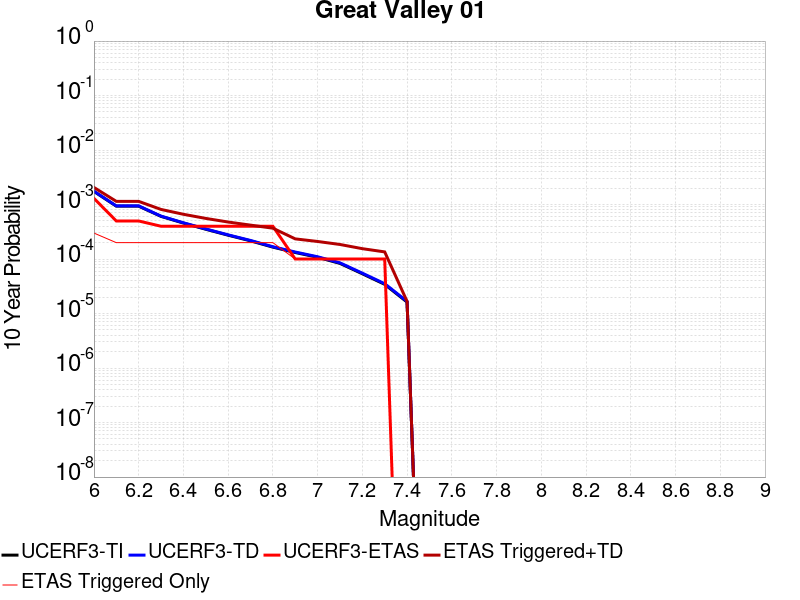 Great Valley 01
10 Year Probability
10^0
10^-1
10^-2
10^-3
10^-4
10^-5
10^-6
10^-7
10^-8
6 6.2 6.4 6.6 6.8 7 7.2 7.4 7.6 7.8 8 8.2 8.4 8.6 8.8 9
Magnitude
UCERF3-TI UCERF3-TD UCERF3-ETAS ETAS Triggered+TD
ETAS Triggered Only